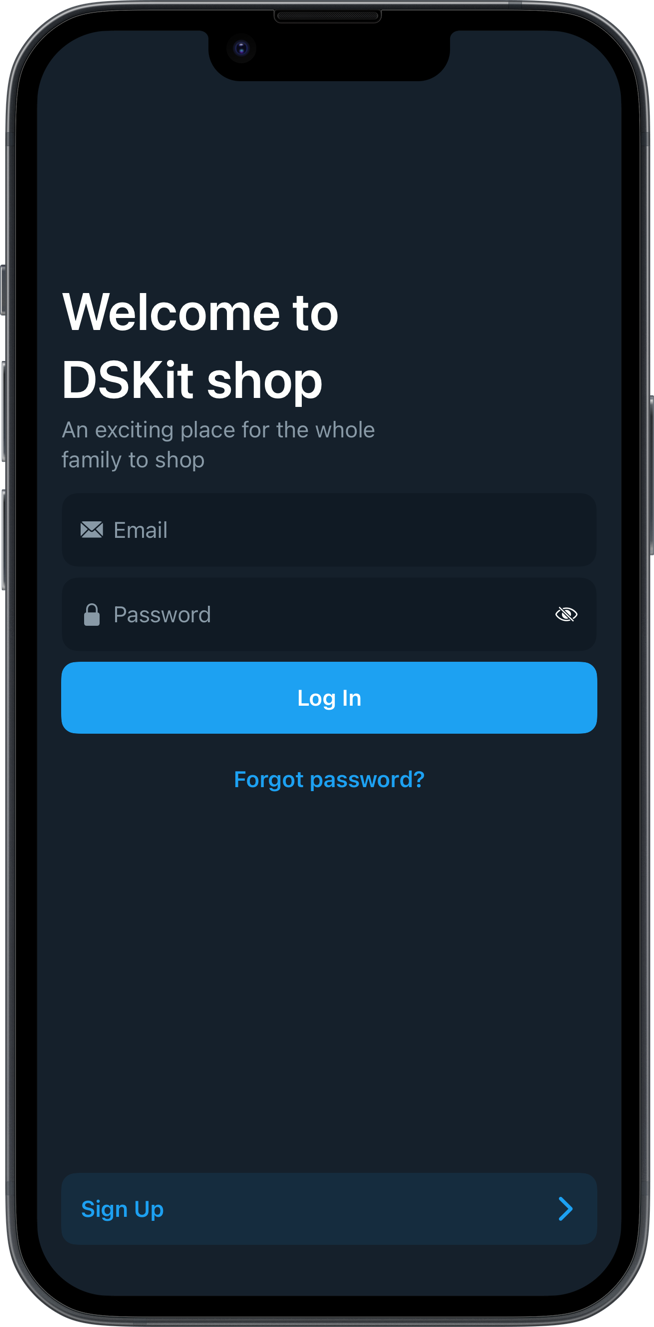 Welcome to
DSKit shop
An exciting place for the whole
family to shop
Email
Password
Log In
Forgot password?
Sign Up